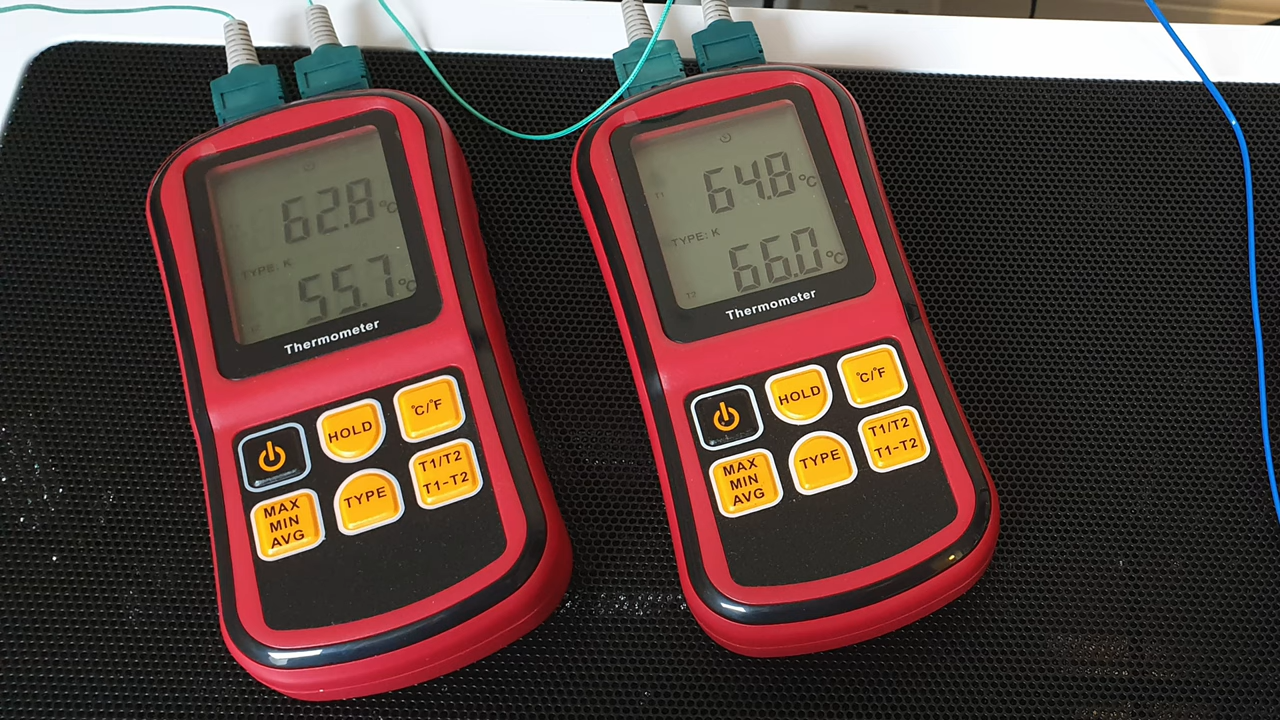 62.8 °C
TYPE: K
55.7 °C
Thermometer
HOLD
°C/°F
MAX
MIN
AVG
TYPE
T1/T2
T1-T2
T1
64.8 °C
TYPE: K
T2
66.0 °C
Thermometer
HOLD
°C/°F
MAX
MIN
AVG
TYPE
T1/T2
T1-T2